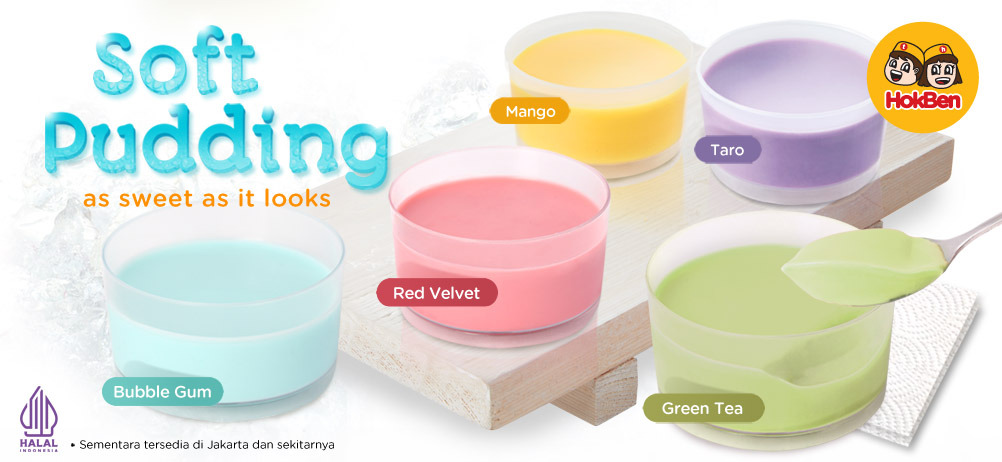 Soft
Pudding
as sweet as it looks
Mango
Taro
HokBen
Red Velvet
Bubble Gum
Green Tea
HALAL
INDONESIA
• Sementara tersedia di Jakarta dan sekitarnya